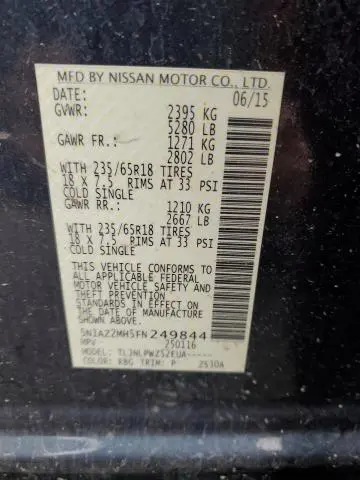 MFD BY NISSAN MOTOR CO., LTD.
DATE: 06/15
GVWR: 2395 KG
5280 LB
GAWR FR.: 1271 KG
2802 LB
WITH 235/65R18 TIRES
18 X 7.5 RIMS AT 33 PSI
COLD SINGLE
GAWR RR.: 1210 KG
2667 LB
WITH 235/65R18 TIRES
18 X 7.5 RIMS AT 33 PSI
COLD SINGLE
THIS VEHICLE CONFORMS TO
ALL APPLICABLE FEDERAL
MOTOR VEHICLE SAFETY AND
THEFT PREVENTION
STANDARDS IN EFFECT ON
THE DATE OF MANUFACTURE
SHOWN ABOVE.
5N1AZ2MH5FN249844
MPV 250116
MODEL: TLJNLPWZ52EUA-----
COLOR: RBG TRIM: P 2530A